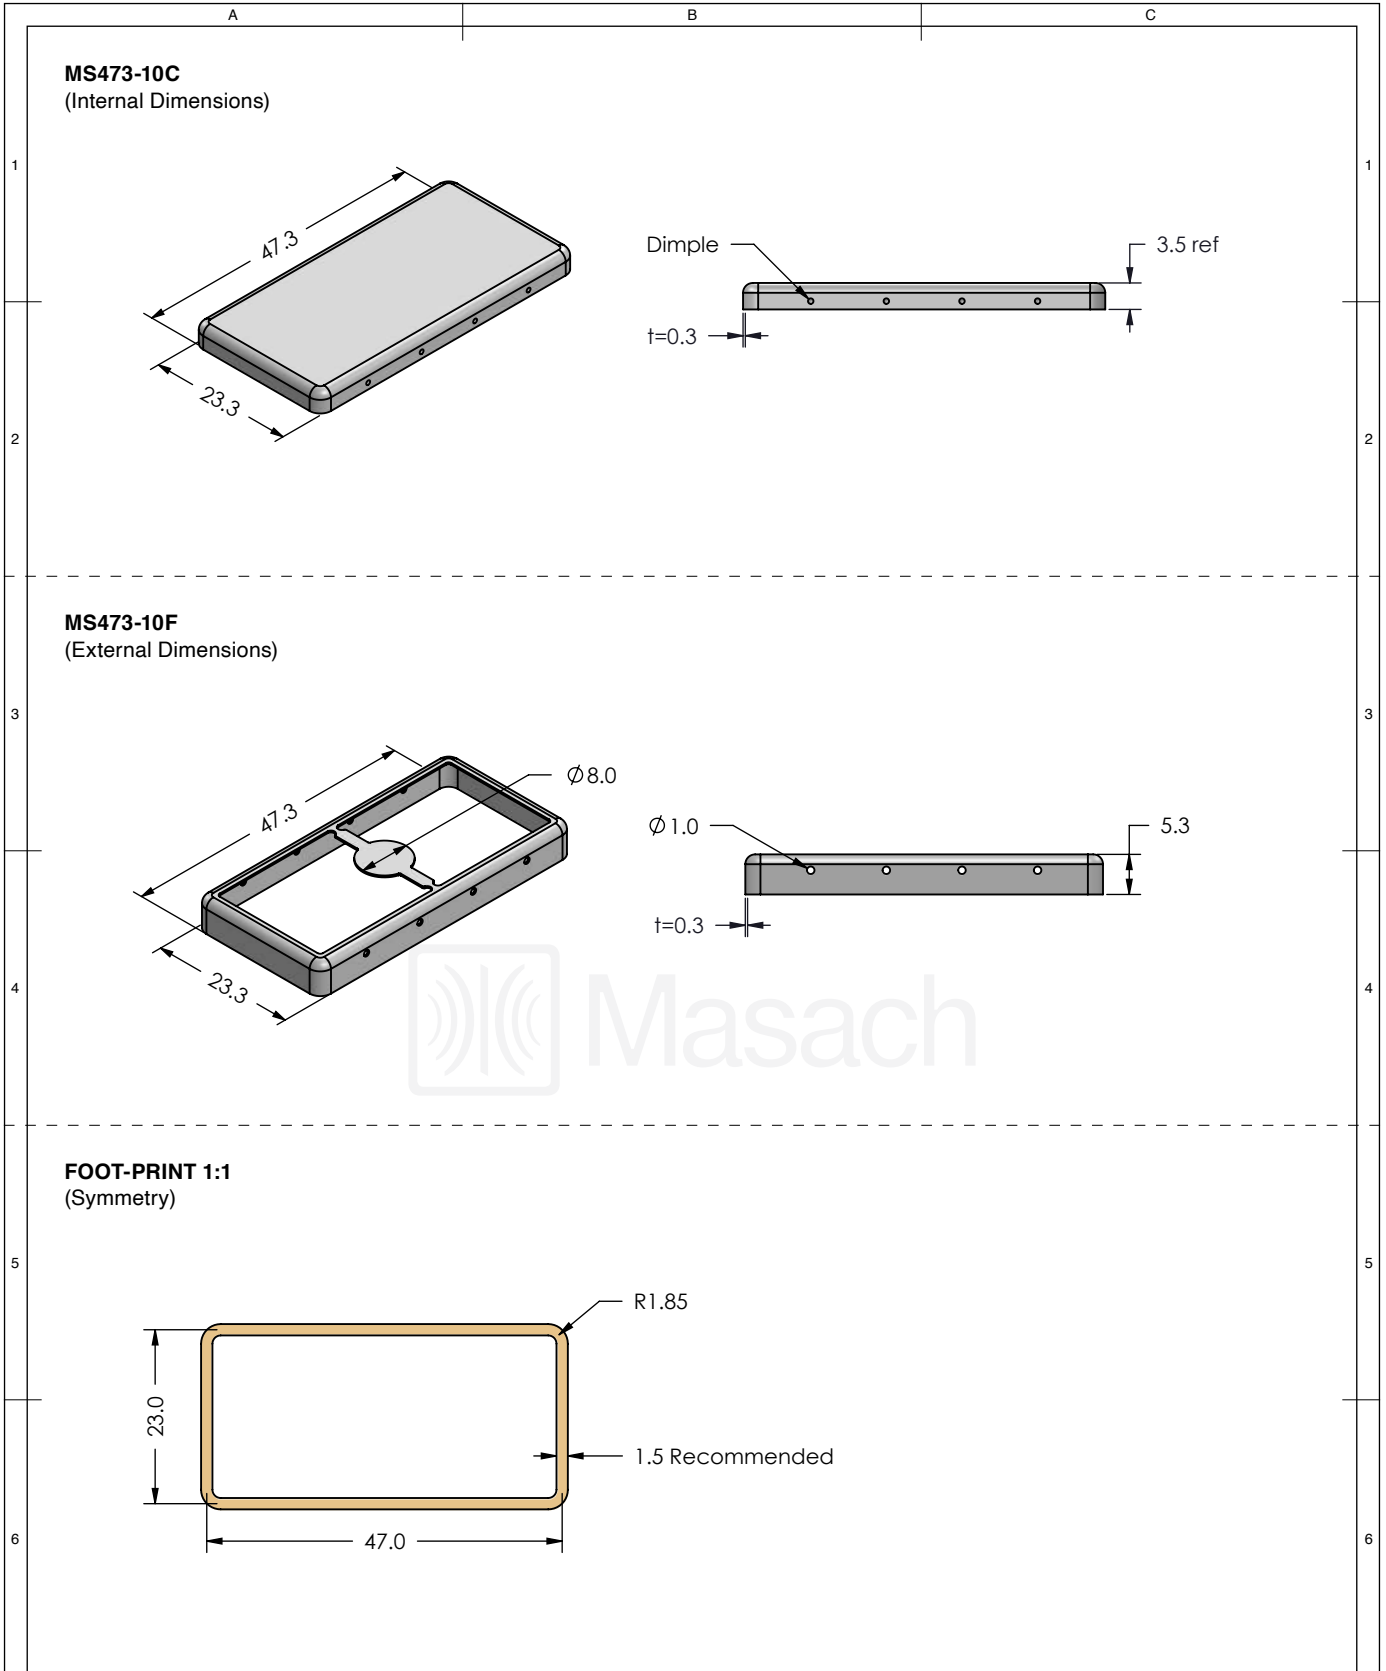 A B C
MS473-10C
(Internal Dimensions)
1 1
47.3
Dimple
3.5 ref
t=0.3
23.3
2 2
MS473-10F
(External Dimensions)
3 3
Ø8.0
47.3
Ø1.0
5.3
t=0.3
23.3
4 4
Masach
FOOT-PRINT 1:1
(Symmetry)
5 5
R1.85
23.0
1.5 Recommended
47.0
6 6